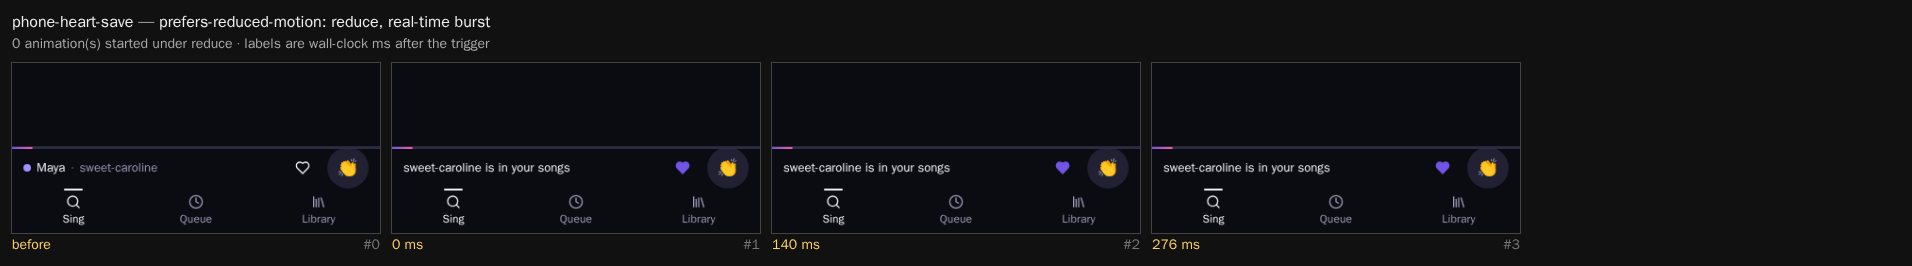 phone-heart-save — prefers-reduced-motion: reduce, real-time burst
0 animation(s) started under reduce · labels are wall-clock ms after the trigger
Maya · sweet-caroline
Sing Queue Library
before #0
sweet-caroline is in your songs
Sing Queue Library
0 ms #1
sweet-caroline is in your songs
Sing Queue Library
140 ms #2
sweet-caroline is in your songs
Sing Queue Library
276 ms #3